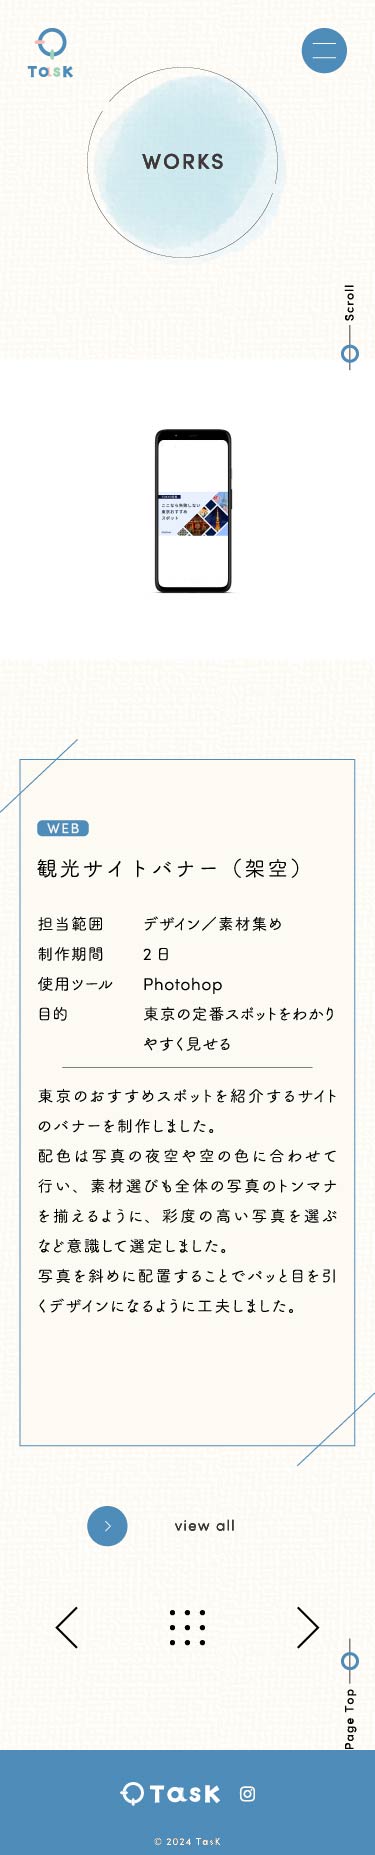 TasK
WORKS
Scroll
ここなら失敗しない
東京おすすめ
スポット
WEB
観光サイトバナー（架空）
担当範囲 デザイン／素材集め
制作期間 2 日
使用ツール Photohop
目的 東京の定番スポットをわかり
やすく見せる
東京のおすすめスポットを紹介するサイト
のバナーを制作しました。
配色は写真の夜空や空の色に合わせて
行い、素材選びも全体の写真のトンマナ
を揃えるように、彩度の高い写真を選ぶ
など意識して選定しました。
写真を斜めに配置することでパッと目を引
くデザインになるように工夫しました。
view all
Page Top
TasK
© 2024 TasK